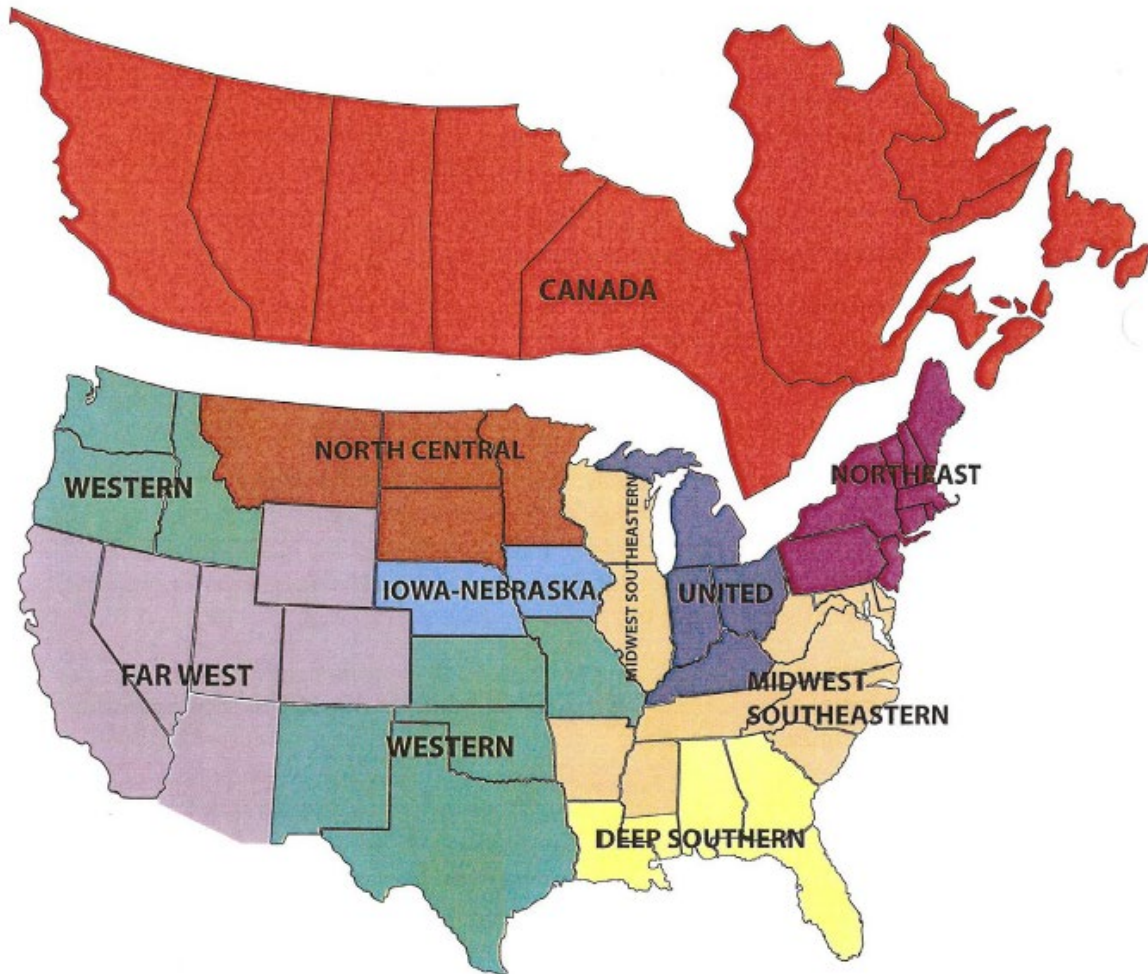 CANADA
NORTH CENTRAL
NORTHEAST
WESTERN
MIDWEST SOUTHEASTERN
IOWA-NEBRASKA
UNITED
FAR WEST
MIDWEST
SOUTHEASTERN
WESTERN
DEEP SOUTHERN